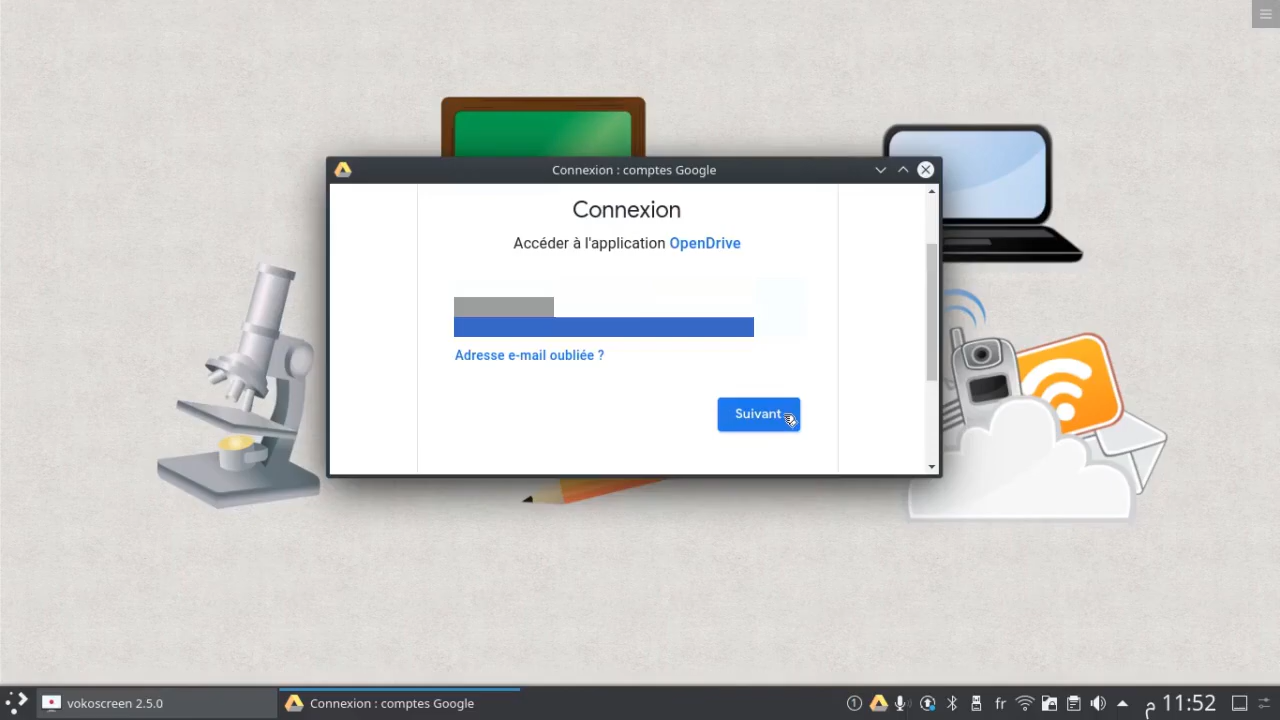 Connexion : comptes Google
Connexion
Accéder à l'application OpenDrive
Adresse e-mail oubliée ?
Suivant
vokoscreen 2.5.0
Connexion : comptes Google
fr
11:52 م